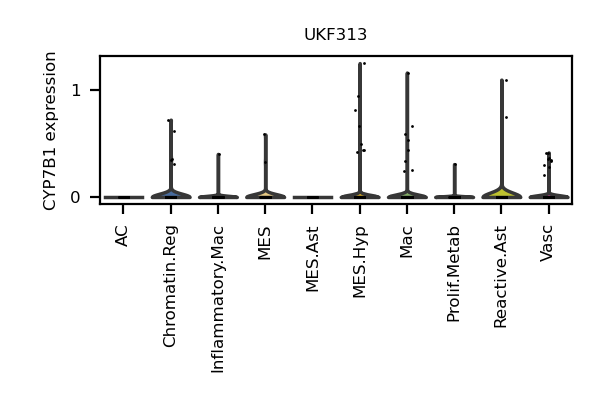 UKF313
CYP7B1 expression
1
0
AC
Chromatin.Reg
Inflammatory.Mac
MES
MES.Ast
MES.Hyp
Mac
Prolif.Metab
Reactive.Ast
Vasc